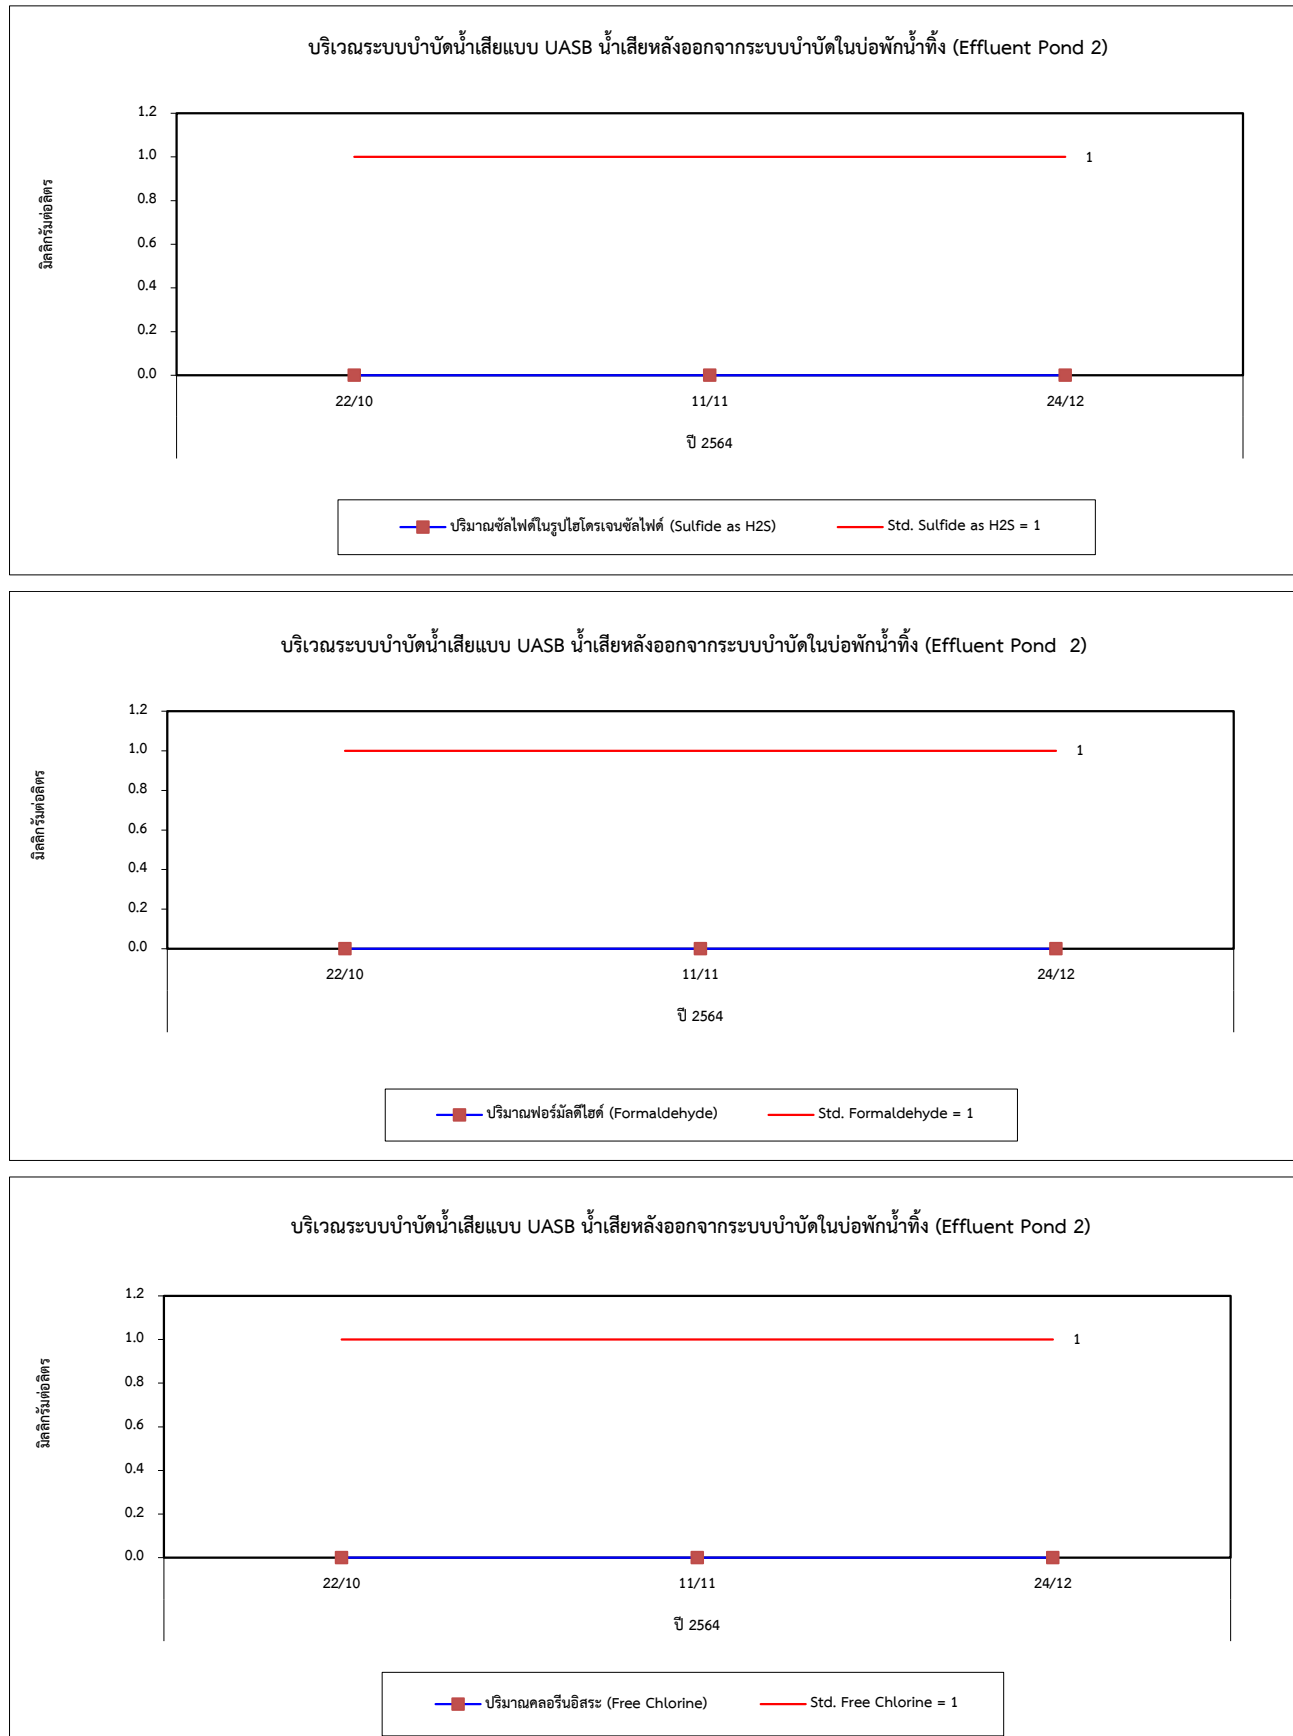 บริเวณระบบบำบัดน้ำเสียแบบ UASB น้ำเสียหลังออกจากระบบบำบัดในบ่อพักน้ำทิ้ง (Effluent Pond 2)
มิลลิกรัมต่อลิตร
1.2
1.0
0.8
0.6
0.4
0.2
0.0
1
22/10 11/11 24/12
ปี 2564
ปริมาณซัลไฟด์ในรูปไฮโดรเจนซัลไฟด์ (Sulfide as H2S) Std. Sulfide as H2S = 1
บริเวณระบบบำบัดน้ำเสียแบบ UASB น้ำเสียหลังออกจากระบบบำบัดในบ่อพักน้ำทิ้ง (Effluent Pond 2)
มิลลิกรัมต่อลิตร
1.2
1.0
0.8
0.6
0.4
0.2
0.0
1
22/10 11/11 24/12
ปี 2564
ปริมาณฟอร์มัลดีไฮด์ (Formaldehyde) Std. Formaldehyde = 1
บริเวณระบบบำบัดน้ำเสียแบบ UASB น้ำเสียหลังออกจากระบบบำบัดในบ่อพักน้ำทิ้ง (Effluent Pond 2)
มิลลิกรัมต่อลิตร
1.2
1.0
0.8
0.6
0.4
0.2
0.0
1
22/10 11/11 24/12
ปี 2564
ปริมาณคลอรีนอิสระ (Free Chlorine) Std. Free Chlorine = 1